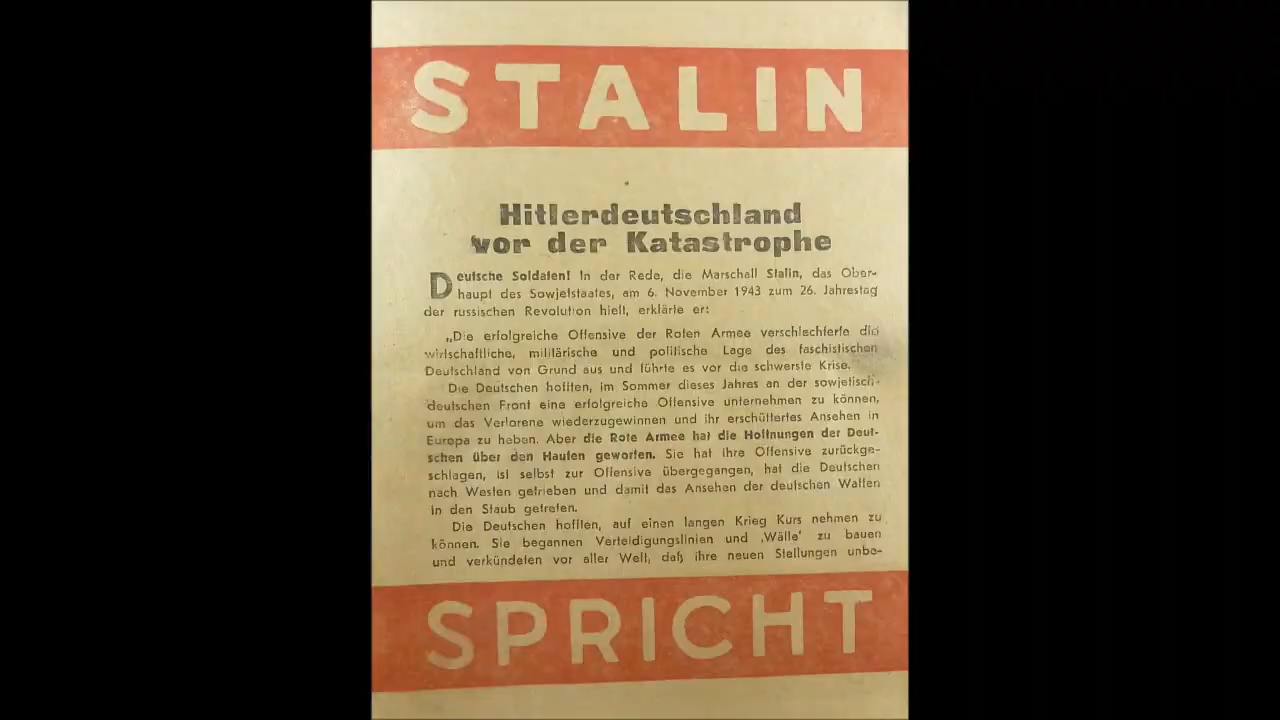 STALIN
Hitlerdeutschland
vor der Katastrophe
Deutsche Soldaten! In der Rede, die Marschall Stalin, das Ober-
haupt des Sowjetstaates, am 6. November 1943 zum 26. Jahrestag
der russischen Revolution hielt, erklärte er:
„Die erfolgreiche Offensive der Roten Armee verschlechterte die
wirtschaftliche, militärische und politische Lage des faschistischen
Deutschland von Grund aus und führte es vor die schwerste Krise."
Die Deutschen hofften, im Sommer dieses Jahres an der sowjetisch-
deutschen Front eine erfolgreiche Offensive unternehmen zu können,
um das Verlorene wiederzugewinnen und ihr erschüttertes Ansehen in
Europa zu heben. Aber die Rote Armee hat die Hoffnungen der Deut-
schen über den Haufen geworfen. Sie hat ihre Offensive zurückge-
schlagen, ist selbst zur Offensive übergegangen, hat die Deutschen
nach Westen getrieben und damit das Ansehen der deutschen Waffen
in den Staub getreten.
Die Deutschen hofften, auf einen langen Krieg Kurs nehmen zu
können. Sie begannen Verteidigungslinien und ‚Wälle' zu bauen
und verkündeten vor aller Welt, daß ihre neuen Stellungen unbe-
SPRICHT